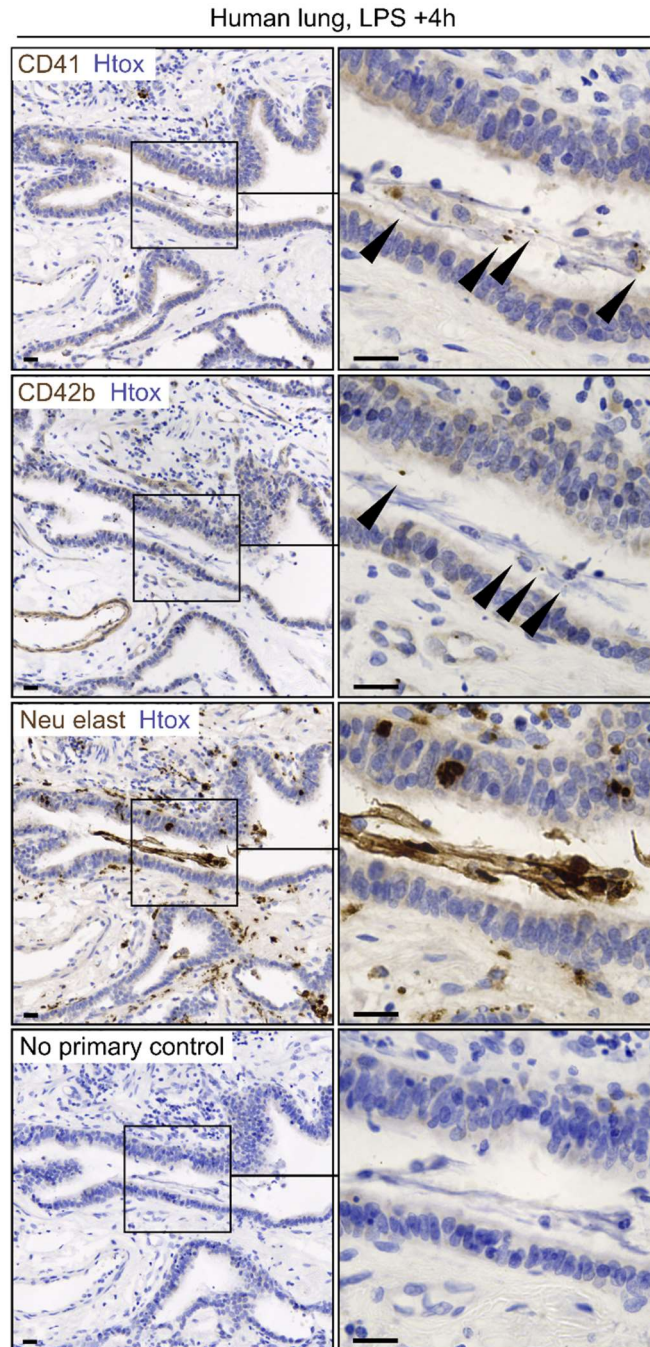 Human lung, LPS +4h
CD41 Htox
CD42b Htox
Neu elast Htox
No primary control